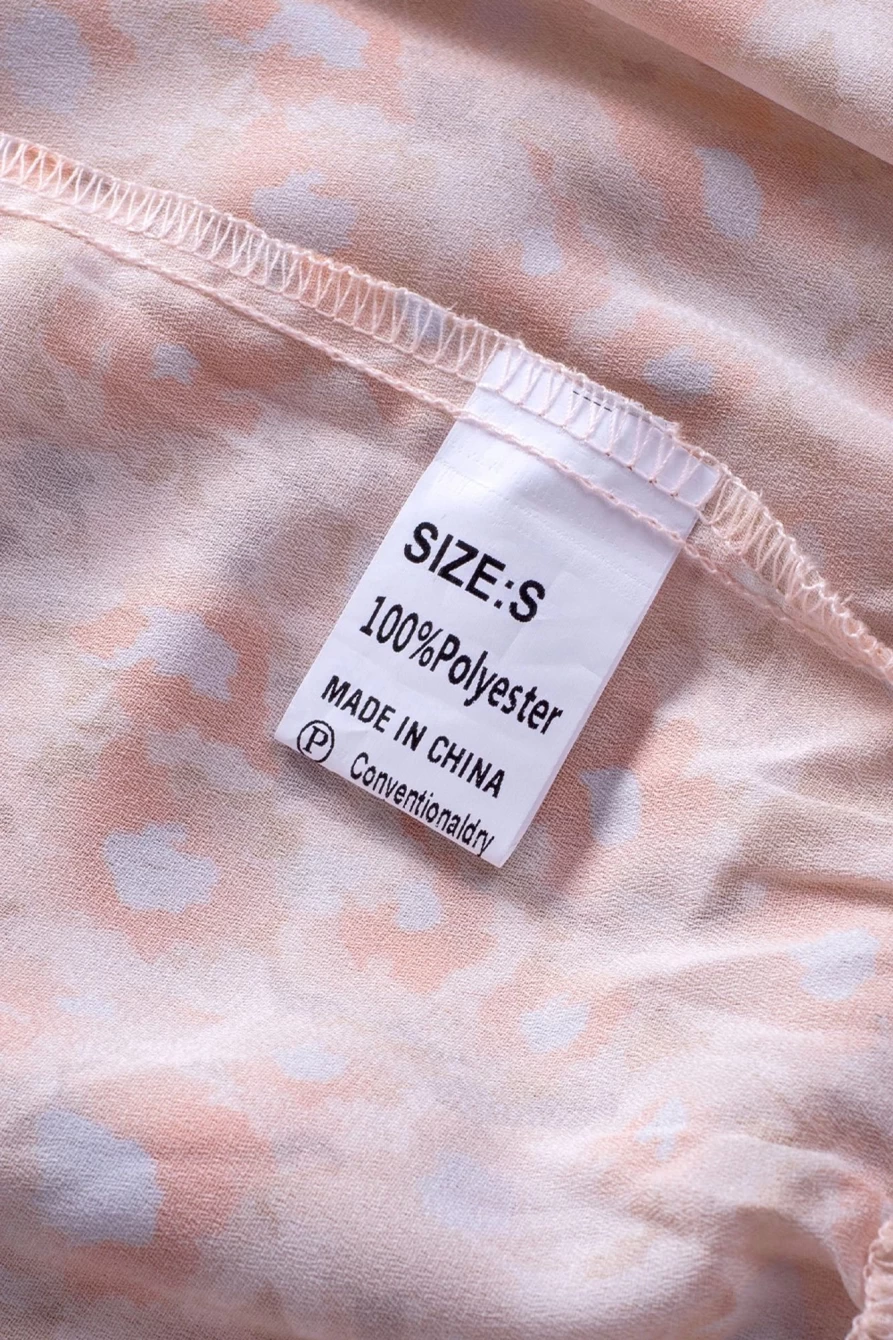 SIZE:S
100%Polyester
MADE IN CHINA
Ⓟ Conventionaldry